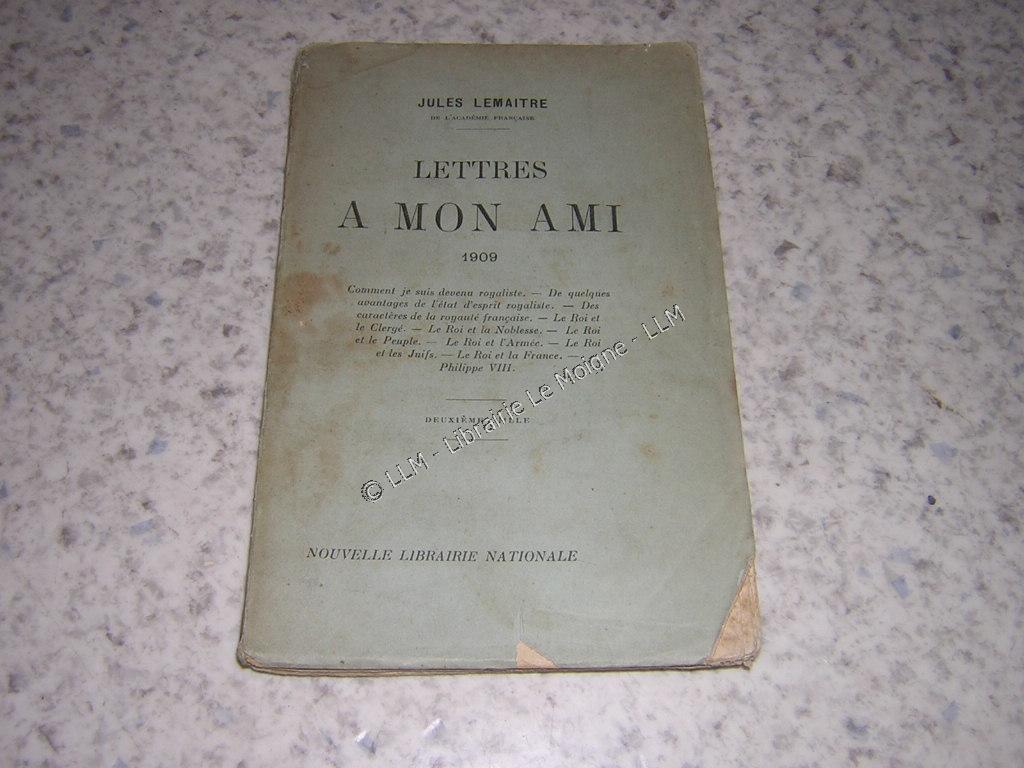 JULES LEMAITRE
DE L'ACADÉMIE FRANÇAISE
LETTRES
A MON AMI
1909
Comment je suis devenu royaliste. — De quelques
avantages de l'état d'esprit royaliste. — Des
caractères de la royauté française. — Le Roi et
le Clergé. — Le Roi et la Noblesse. — Le Roi
et le Peuple. — Le Roi et l'Armée. — Le Roi
et les Juifs. — Le Roi et la France. —
Philippe VIII.
DEUXIÈME MILLE
NOUVELLE LIBRAIRIE NATIONALE
© LLM - Librairie Le Moigne - LLM